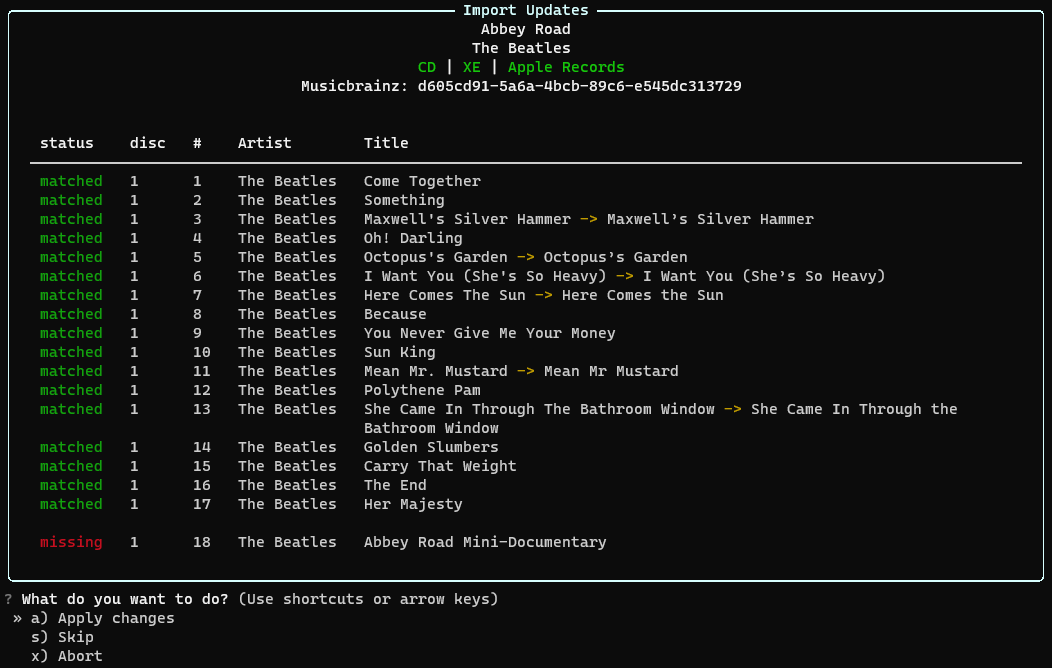 Import Updates
Abbey Road
The Beatles
CD | XE | Apple Records
Musicbrainz: d605cd91-5a6a-4bcb-89c6-e545dc313729
status disc # Artist Title
matched 1 1 The Beatles Come Together
matched 1 2 The Beatles Something
matched 1 3 The Beatles Maxwell's Silver Hammer -> Maxwell’s Silver Hammer
matched 1 4 The Beatles Oh! Darling
matched 1 5 The Beatles Octopus's Garden -> Octopus’s Garden
matched 1 6 The Beatles I Want You (She's So Heavy) -> I Want You (She’s So Heavy)
matched 1 7 The Beatles Here Comes The Sun -> Here Comes the Sun
matched 1 8 The Beatles Because
matched 1 9 The Beatles You Never Give Me Your Money
matched 1 10 The Beatles Sun King
matched 1 11 The Beatles Mean Mr. Mustard -> Mean Mr Mustard
matched 1 12 The Beatles Polythene Pam
matched 1 13 The Beatles She Came In Through The Bathroom Window -> She Came In Through the
Bathroom Window
matched 1 14 The Beatles Golden Slumbers
matched 1 15 The Beatles Carry That Weight
matched 1 16 The Beatles The End
matched 1 17 The Beatles Her Majesty
missing 1 18 The Beatles Abbey Road Mini-Documentary
? What do you want to do? (Use shortcuts or arrow keys)
» a) Apply changes
s) Skip
x) Abort